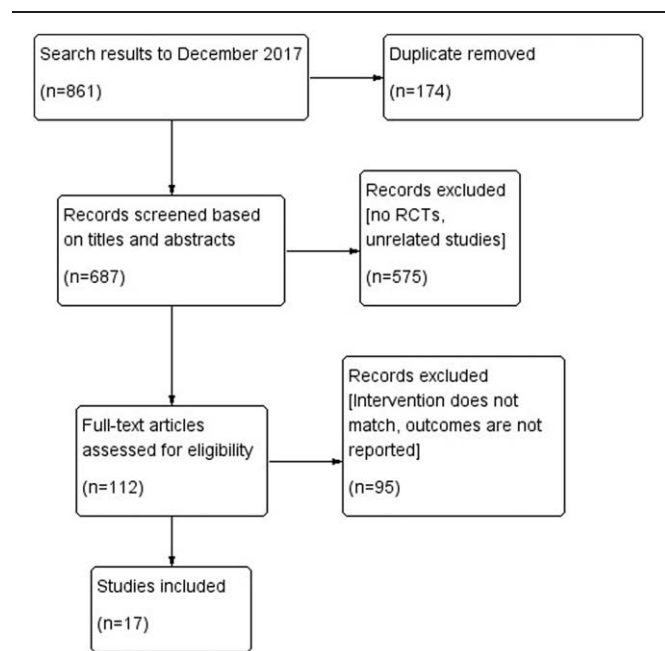 Search results to December 2017
(n=861)
Duplicate removed
(n=174)
Records screened based
on titles and abstracts
(n=687)
Records excluded
[no RCTs,
unrelated studies]
(n=575)
Full-text articles
assessed for eligibility
(n=112)
Records excluded
[Intervention does not
match, outcomes are not
reported]
(n=95)
Studies included
(n=17)